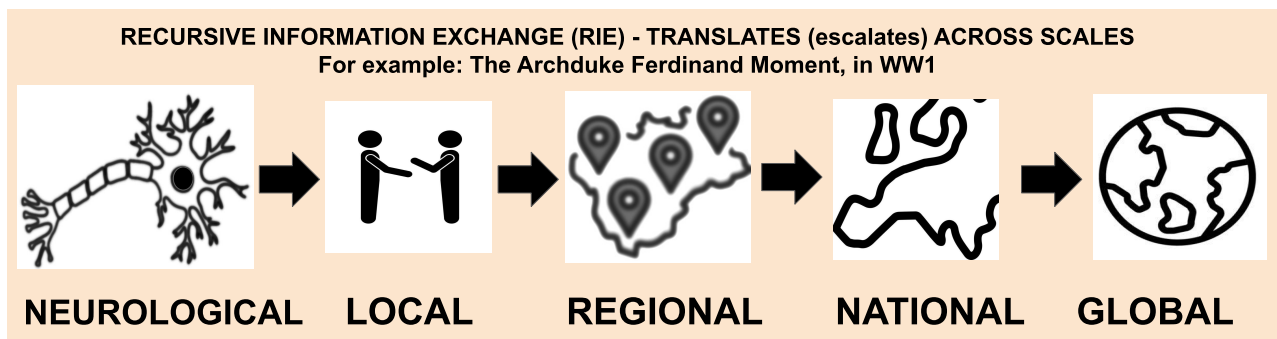 RECURSIVE INFORMATION EXCHANGE (RIE) - TRANSLATES (escalates) ACROSS SCALES
For example: The Archduke Ferdinand Moment, in WW1
NEUROLOGICAL LOCAL REGIONAL NATIONAL GLOBAL